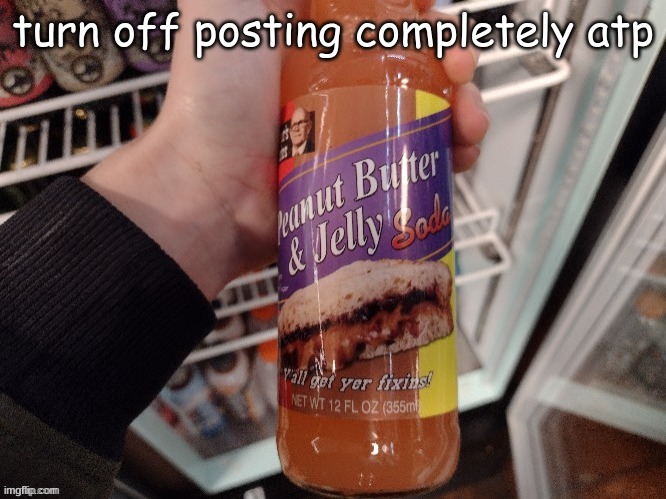 turn off posting completely atp
Peanut Butter
& Jelly Soda
Y'all got yer fixins!
NET WT 12 FL OZ (355ml
imgflip.com